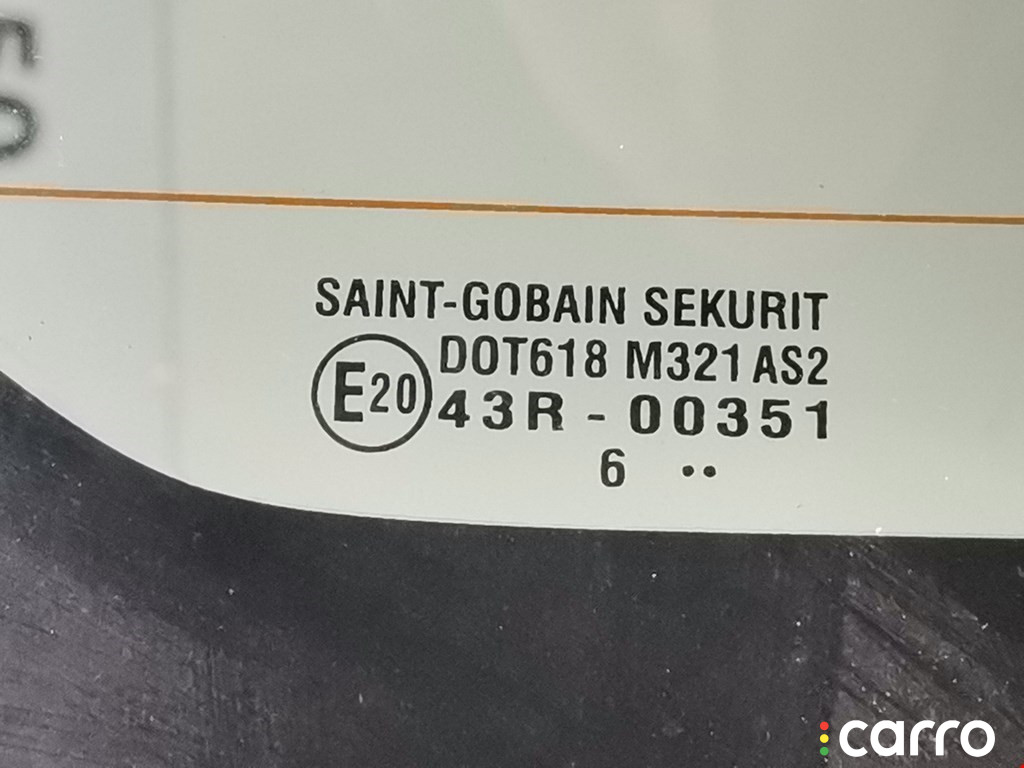 SAINT-GOBAIN SEKURIT
DOT618 M321 AS2
E20 43R - 00351
6 ••
carro